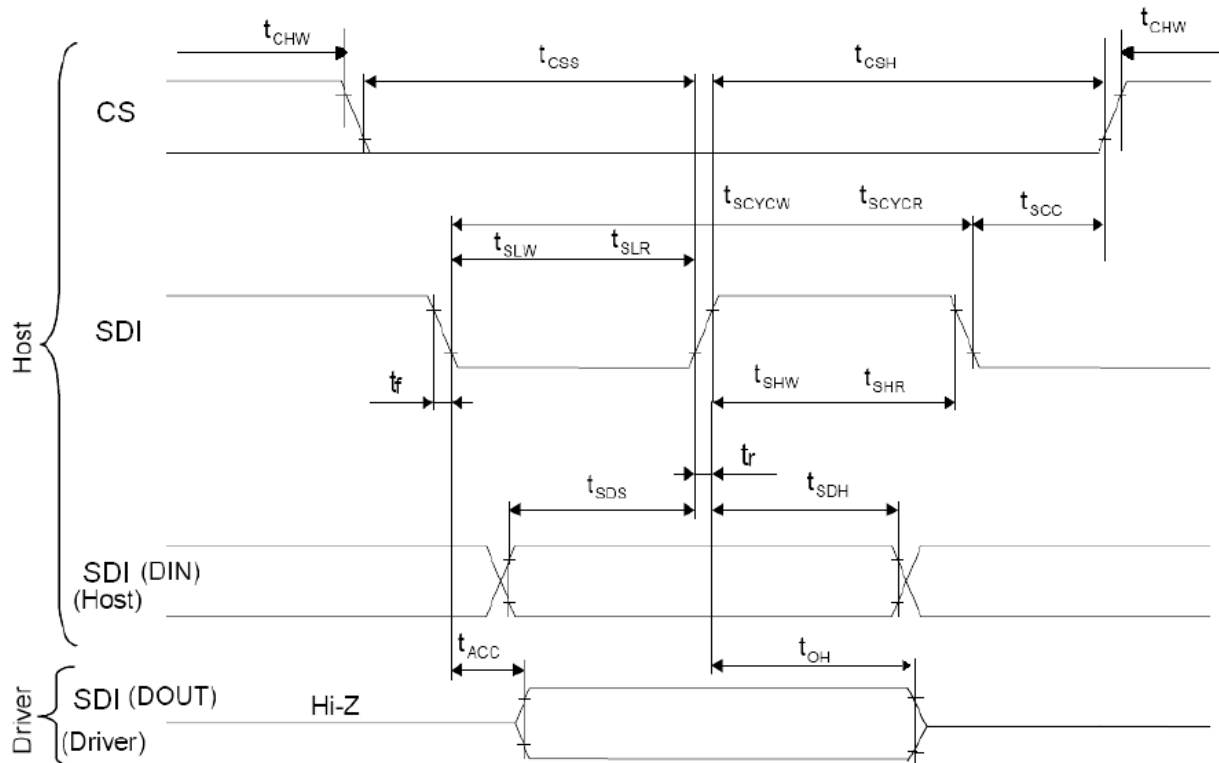 tCHW
tCHW
tCSS
tCSH
CS
tSCYCW
tSCYCR
tSCC
tSLW
tSLR
SDI
Host
tf
tSHW
tSHR
tr
tSDS
tSDH
SDI (DIN)
(Host)
tACC
tOH
Driver
SDI (DOUT)
Hi-Z
(Driver)